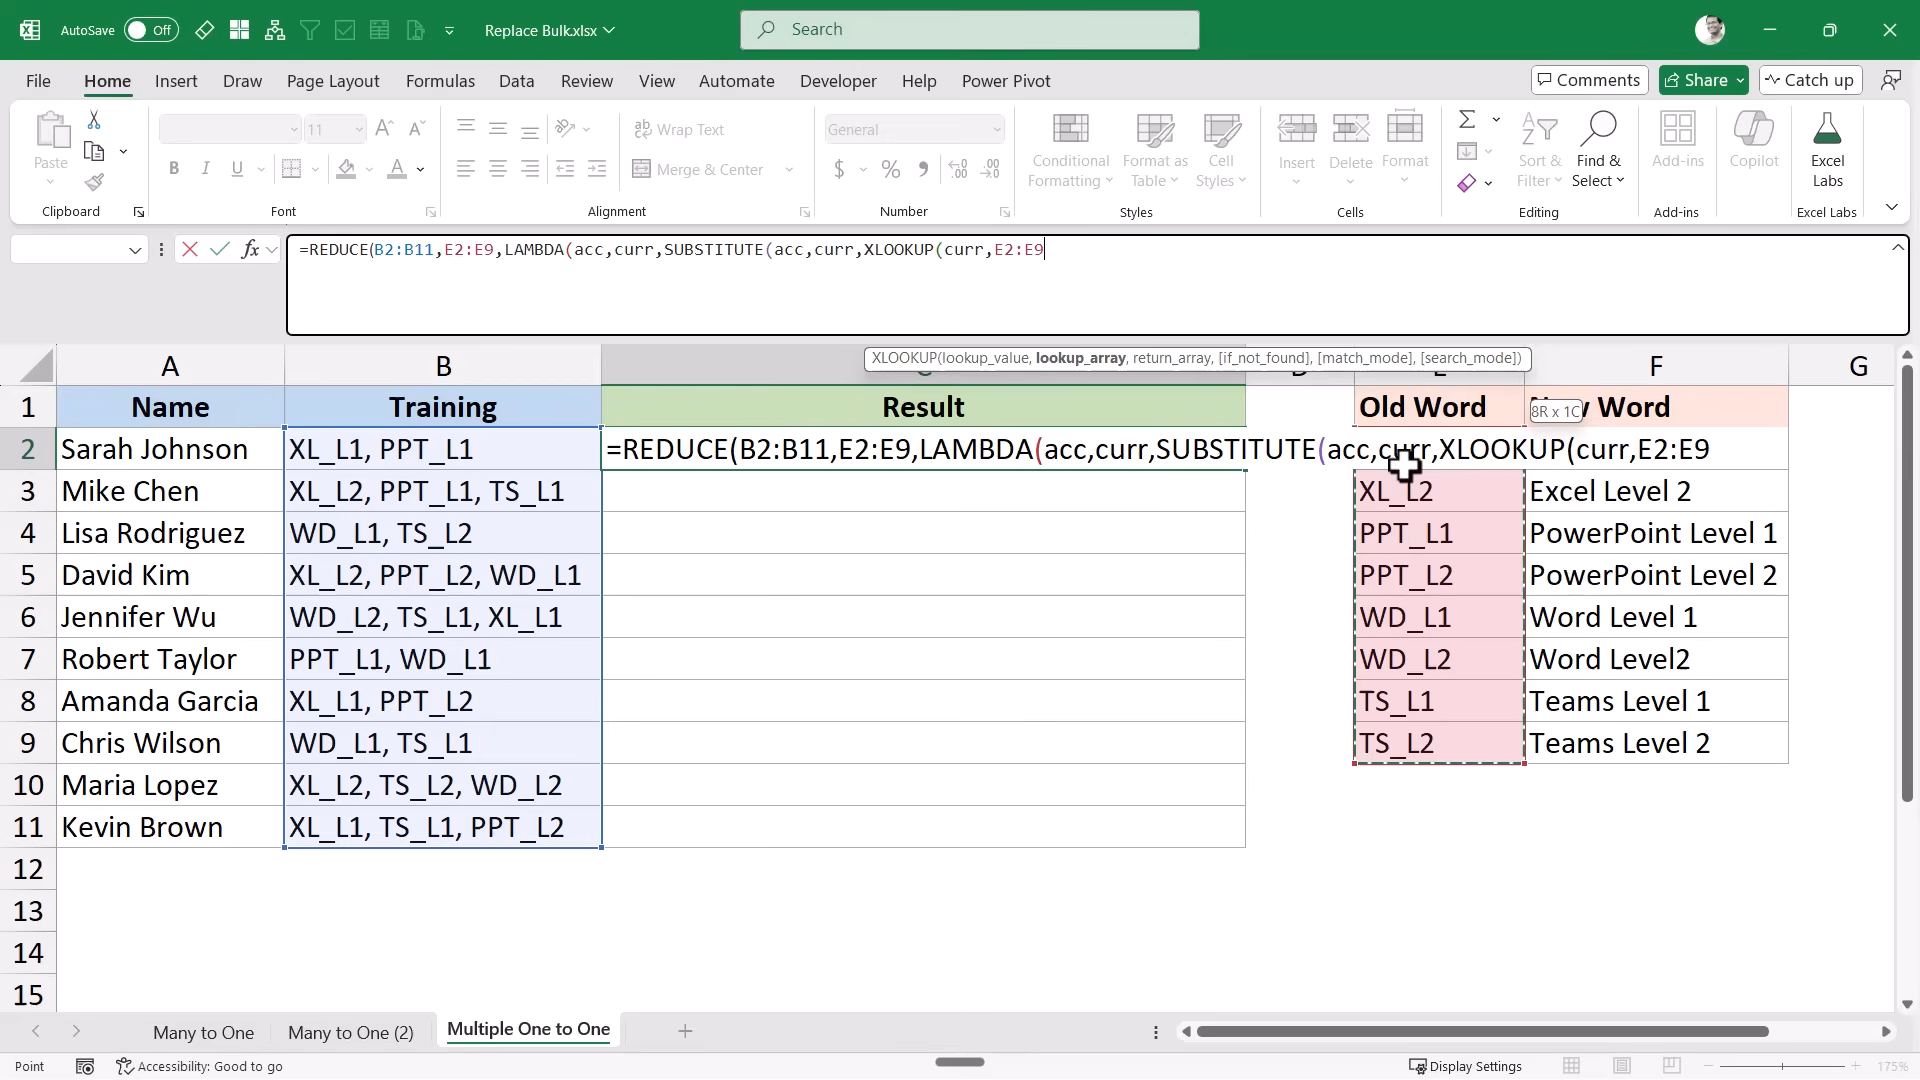 AutoSave Off Replace Bulk.xlsx Search
File Home Insert Draw Page Layout Formulas Data Review View Automate Developer Help Power Pivot Comments Share Catch up
Paste 11 Wrap Text General Conditional Formatting Format as Table Cell Styles Insert Delete Format Sort & Filter Find & Select Add-ins Copilot Excel Labs
B I U Merge & Center $ %
Clipboard Font Alignment Number Styles Cells Editing Add-ins Excel Labs
fx =REDUCE(B2:B11,E2:E9,LAMBDA(acc,curr,SUBSTITUTE(acc,curr,XLOOKUP(curr,E2:E9
XLOOKUP(lookup_value, lookup_array, return_array, [if_not_found], [match_mode], [search_mode])
A B F G
1 Name Training Result Old Word Word
8R x 1C
2 Sarah Johnson XL_L1, PPT_L1 =REDUCE(B2:B11,E2:E9,LAMBDA(acc,curr,SUBSTITUTE(acc,curr,XLOOKUP(curr,E2:E9
3 Mike Chen XL_L2, PPT_L1, TS_L1 XL_L2 Excel Level 2
4 Lisa Rodriguez WD_L1, TS_L2 PPT_L1 PowerPoint Level 1
5 David Kim XL_L2, PPT_L2, WD_L1 PPT_L2 PowerPoint Level 2
6 Jennifer Wu WD_L2, TS_L1, XL_L1 WD_L1 Word Level 1
7 Robert Taylor PPT_L1, WD_L1 WD_L2 Word Level2
8 Amanda Garcia XL_L1, PPT_L2 TS_L1 Teams Level 1
9 Chris Wilson WD_L1, TS_L1 TS_L2 Teams Level 2
10 Maria Lopez XL_L2, TS_L2, WD_L2
11 Kevin Brown XL_L1, TS_L1, PPT_L2
12
13
14
15
Many to One Many to One (2) Multiple One to One
Point Accessibility: Good to go Display Settings 175%